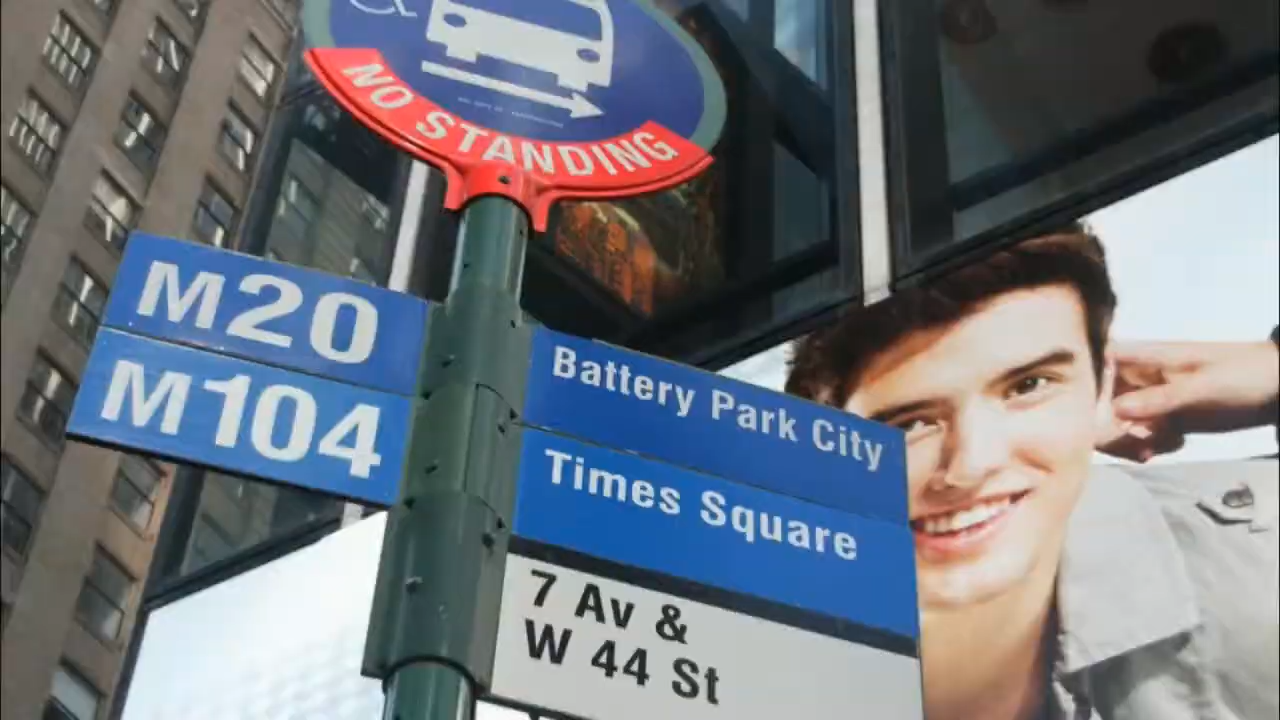 NO STANDING
M20
Battery Park City
M104
Times Square
7 Av &
W 44 St